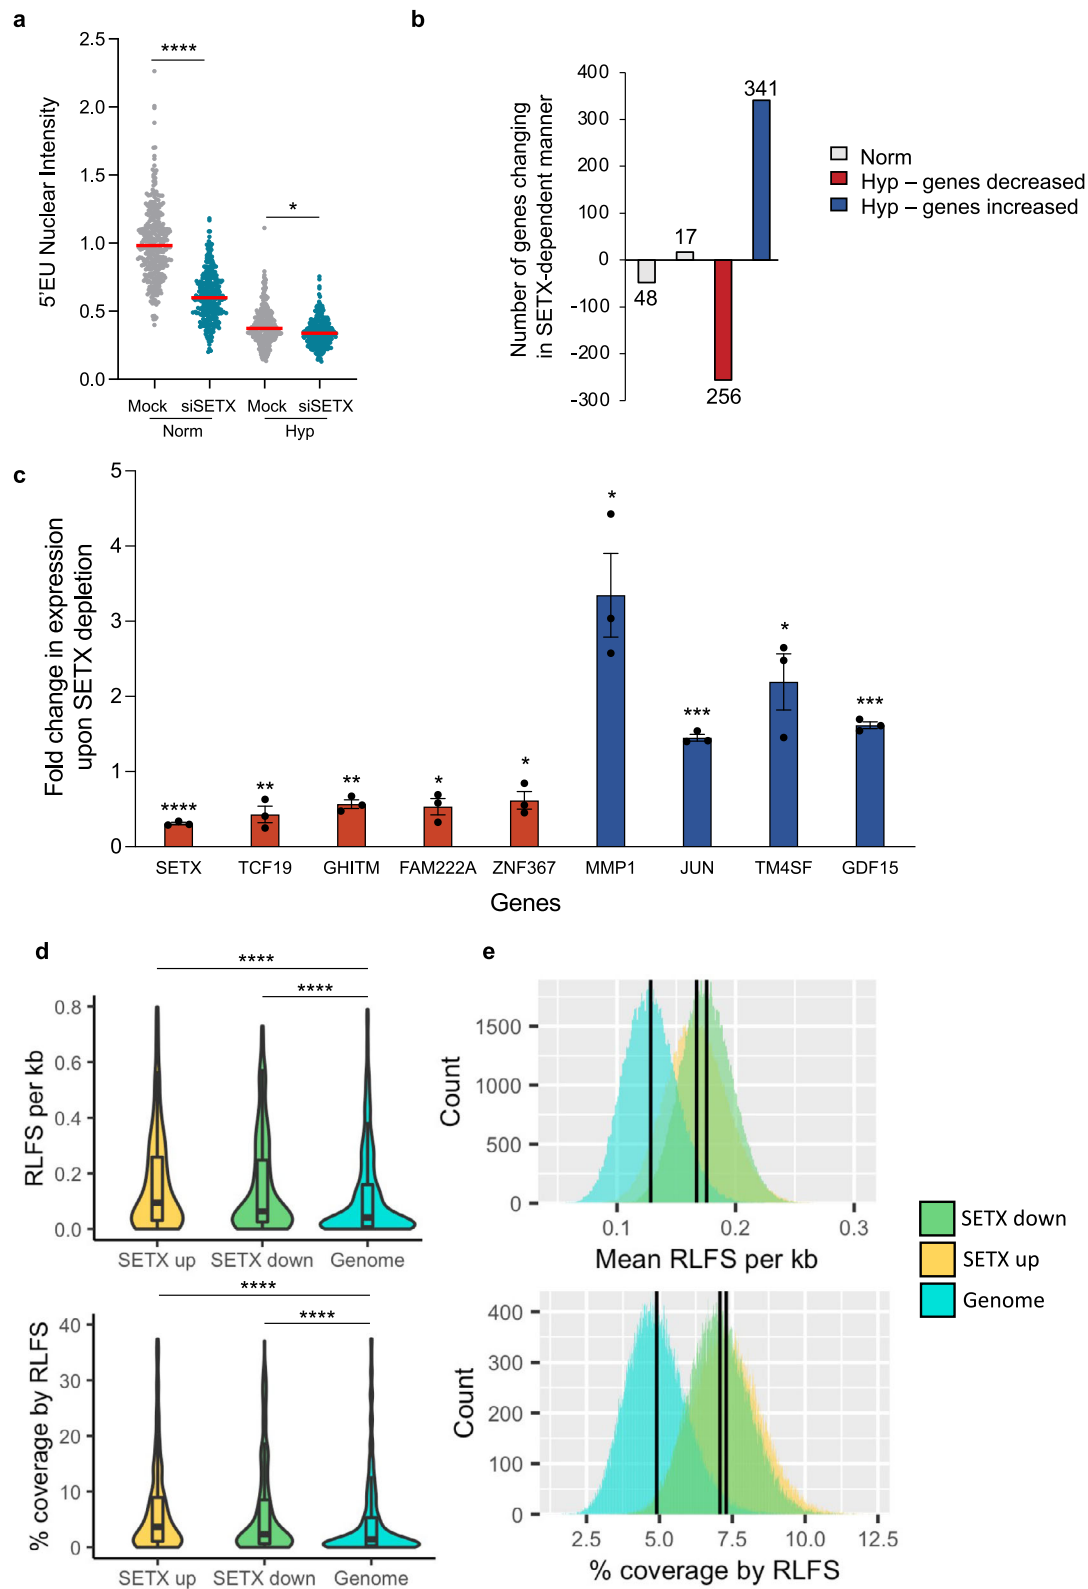 a
2.5
2.0
1.5
1.0
0.5
0.0
5'EU Nuclear Intensity
****
*
Mock siSETX Mock siSETX
Norm Hyp
b
400
300
200
100
0
-100
-200
-300
Number of genes changing
in SETX-dependent manner
48
17
256
341
Norm
Hyp – genes decreased
Hyp – genes increased
c
5
4
3
2
1
0
Fold change in expression
upon SETX depletion
**** ** ** * * * *** * ***
SETX TCF19 GHITM FAM222A ZNF367 MMP1 JUN TM4SF GDF15
Genes
d
****
****
0.8
0.6
0.4
0.2
0.0
RLFS per kb
SETX up SETX down Genome
****
****
40
30
20
10
0
% coverage by RLFS
SETX up SETX down Genome
e
1500
1000
500
0
Count
0.1 0.2 0.3
Mean RLFS per kb
400
300
200
100
0
Count
2.5 5.0 7.5 10.0 12.5
% coverage by RLFS
SETX down
SETX up
Genome